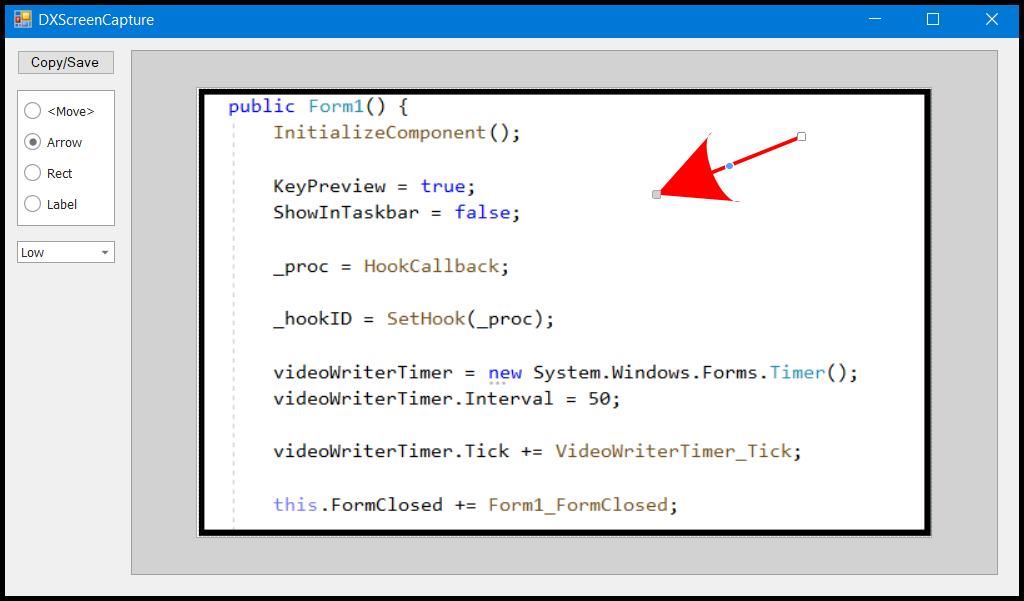 DXScreenCapture
Copy/Save
<Move>
Arrow
Rect
Label
Low
public Form1() {
InitializeComponent();
KeyPreview = true;
ShowInTaskbar = false;
_proc = HookCallback;
_hookID = SetHook(_proc);
videoWriterTimer = new System.Windows.Forms.Timer();
videoWriterTimer.Interval = 50;
videoWriterTimer.Tick += VideoWriterTimer_Tick;
this.FormClosed += Form1_FormClosed;